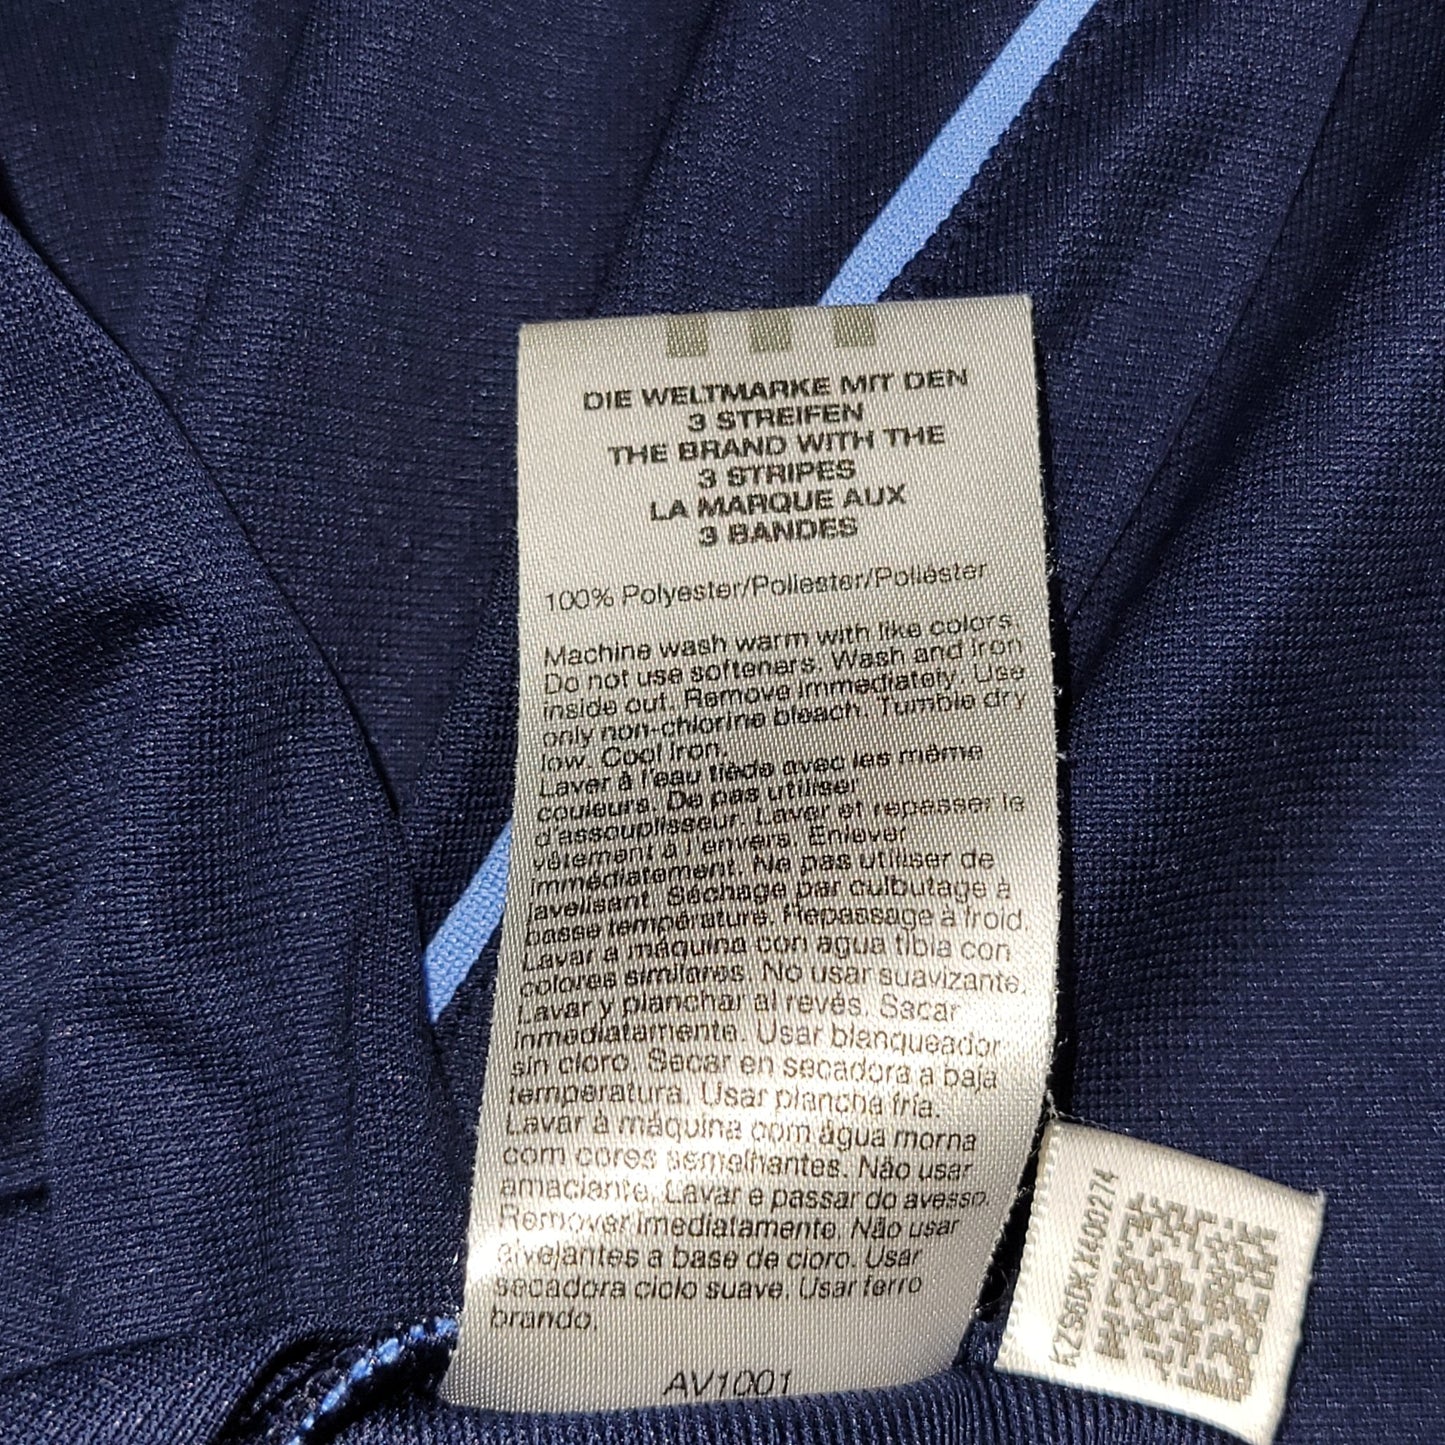 DIE WELTMARKE MIT DEN
3 STREIFEN
THE BRAND WITH THE
3 STRIPES
LA MARQUE AUX
3 BANDES
100% Polyester/Poliester/Poliéster
Machine wash warm with like colors.
Do not use softeners. Wash and iron
inside out. Remove immediately. Use
only non-chlorine bleach. Tumble dry
low. Cool iron.
Laver à l'eau tiède avec les même
couleurs. De pas utiliser
d'assouplisseur. Laver et repasser le
vêtement à l'envers. Enlever
immédiatement. Ne pas utiliser de
javelisant. Séchage par culbutage à
basse température. Repassage à froid.
Lavar a máquina con agua tibia con
colores similares. No usar suavizante.
Lavar y planchar al revés. Sacar
inmediatamente. Usar blanqueador
sin cloro. Secar en secadora a baja
temperatura. Usar plancha fría.
Lavar à máquina com água morna
com cores semelhantes. Não usar
amaciante. Lavar e passar do avesso.
Remover imediatamente. Não usar
alvejantes a base de cloro. Usar
secadora ciclo suave. Usar ferro
brando.
AV1001
KZS6DKX400274